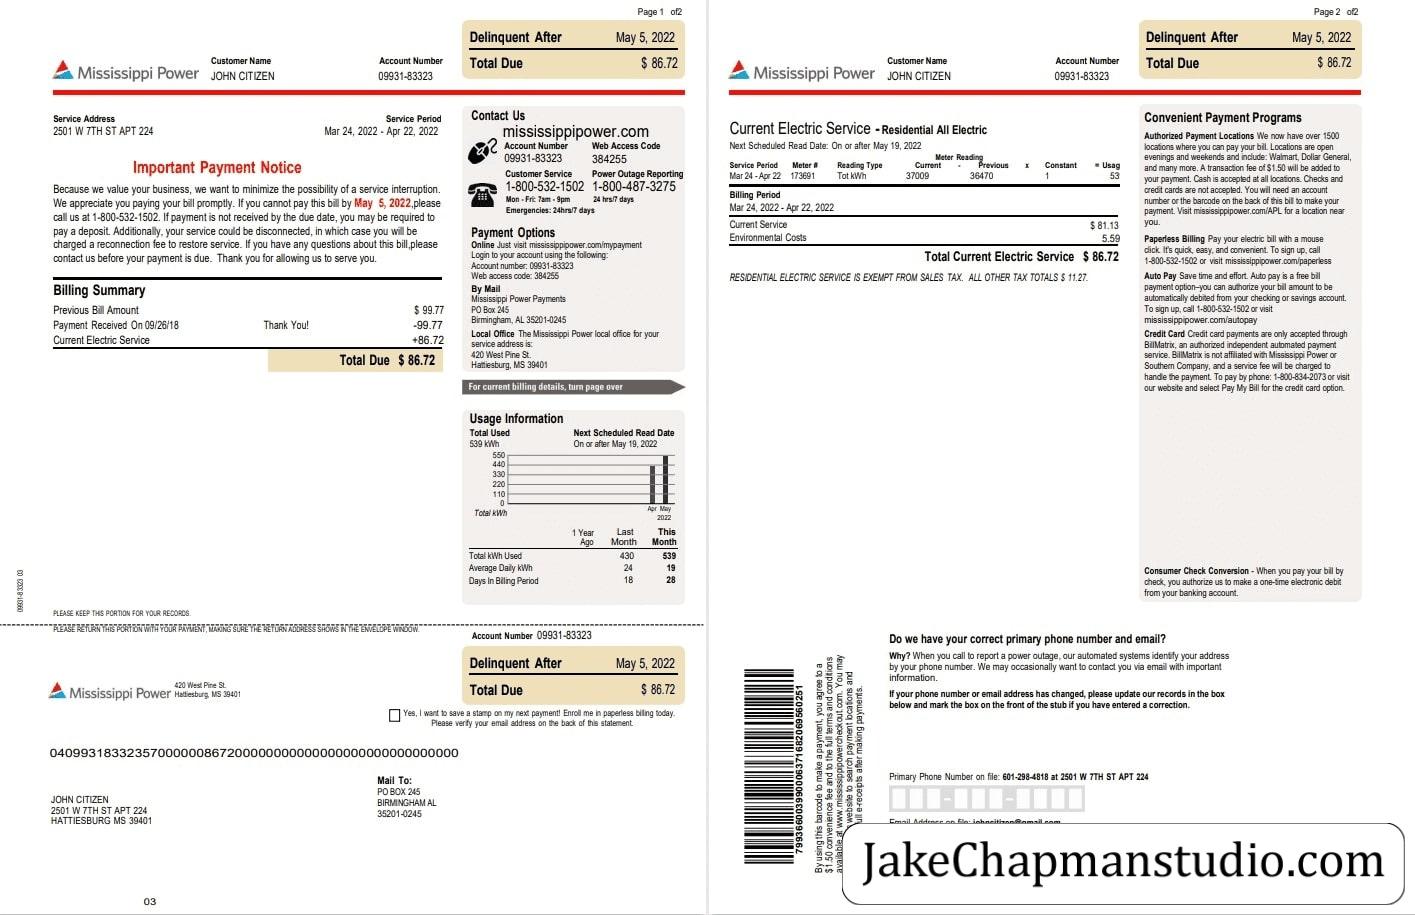 Page 1 of2
Delinquent After May 5, 2022
Total Due $ 86.72
Mississippi Power
Customer Name
JOHN CITIZEN
Account Number
09931-83323
Service Address
2501 W 7TH ST APT 224
Service Period
Mar 24, 2022 - Apr 22, 2022
Important Payment Notice
Because we value your business, we want to minimize the possibility of a service interruption.
We appreciate you paying your bill promptly. If you cannot pay this bill by May 5, 2022,please
call us at 1-800-532-1502. If payment is not received by the due date, you may be required to
pay a deposit. Additionally, your service could be disconnected, in which case you will be
charged a reconnection fee to restore service. If you have any questions about this bill,please
contact us before your payment is due. Thank you for allowing us to serve you.
Billing Summary
Previous Bill Amount $ 99.77
Payment Received On 09/26/18 Thank You! -99.77
Current Electric Service +86.72
Total Due $ 86.72
Contact Us
mississippipower.com
Account Number Web Access Code
09931-83323 384255
Customer Service Power Outage Reporting
1-800-532-1502 1-800-487-3275
Mon - Fri: 7am - 9pm 24 hrs/7 days
Emergencies: 24hrs/7 days
Payment Options
Online Just visit mississippipower.com/mypayment
Login to your account using the following:
Account number: 09931-83323
Web access code: 384255
By Mail
Mississippi Power Payments
PO Box 245
Birmingham, AL 35201-0245
Local Office The Mississippi Power local office for your
service address is:
420 West Pine St.
Hattiesburg, MS 39401
For current billing details, turn page over
Usage Information
Total Used Next Scheduled Read Date
539 kWh On or after May 19, 2022
550
440
330
220
110
0
Total kWh
Apr May
2022
1 Year Last This
Ago Month Month
Total kWh Used 430 539
Average Daily kWh 24 19
Days In Billing Period 18 28
09931-83323 03
PLEASE KEEP THIS PORTION FOR YOUR RECORDS.
PLEASE RETURN THIS PORTION WITH YOUR PAYMENT, MAKING SURE THE RETURN ADDRESS SHOWS IN THE ENVELOPE WINDOW.
Account Number 09931-83323
Mississippi Power
420 West Pine St.
Hattiesburg, MS 39401
Delinquent After May 5, 2022
Total Due $ 86.72
Yes, I want to save a stamp on my next payment! Enroll me in paperless billing today.
Please verify your email address on the back of this statement.
JOHN CITIZEN
2501 W 7TH ST APT 224
HATTIESBURG MS 39401
Mail To:
PO BOX 245
BIRMINGHAM AL
35201-0245
03
Page 2 of2
Delinquent After May 5, 2022
Total Due $ 86.72
Mississippi Power
Customer Name
JOHN CITIZEN
Account Number
09931-83323
Current Electric Service - Residential All Electric
Next Scheduled Read Date: On or after May 19, 2022
Meter Reading
Service Period Meter # Reading Type Current - Previous x Constant = Usag
Mar 24 - Apr 22 173691 Tot kWh 37009 36470 1 53
Billing Period
Mar 24, 2022 - Apr 22, 2022
Current Service $ 81.13
Environmental Costs 5.59
Total Current Electric Service $ 86.72
RESIDENTIAL ELECTRIC SERVICE IS EXEMPT FROM SALES TAX. ALL OTHER TAX TOTALS $ 11.27.
Convenient Payment Programs
Authorized Payment Locations We now have over 1500
locations where you can pay your bill. Locations are open
evenings and weekends and include: Walmart, Dollar General,
and many more. A transaction fee of $1.50 will be added to
your payment. Cash is accepted at all locations. Checks and
credit cards are not accepted. You will need an account
number or the barcode on the back of this bill to make your
payment. Visit mississippipower.com/APL for a location near
you.
Paperless Billing Pay your electric bill with a mouse
click. It's quick, easy, and convenient. To sign up, call
1-800-532-1502 or visit mississippipower.com/paperless
Auto Pay Save time and effort. Auto pay is a free bill
payment option–you can authorize your bill amount to be
automatically debited from your checking or savings account.
To sign up, call 1-800-532-1502 or visit
mississippipower.com/autopay
Credit Card Credit card payments are only accepted through
BillMatrix, an authorized independent automated payment
service. BillMatrix is not affiliated with Mississippi Power or
Southern Company, and a service fee will be charged to
handle the payment. To pay by phone: 1-800-834-2073 or visit
our website and select Pay My Bill for the credit card option.
Consumer Check Conversion - When you pay your bill by
check, you authorize us to make a one-time electronic debit
from your banking account.
By using this barcode to make a payment, you agree to a
$1.50 convenience fee and to the full terms and conditions
available at www.mississippipowercheckout.com. You may
website to search payment locations and
e-receipts after making payments.
Do we have your correct primary phone number and email?
Why? When you call to report a power outage, our automated systems identify your address
by your phone number. We may occasionally want to contact you via email with important
information.
If your phone number or email address has changed, please update our records in the box
below and mark the box on the front of the stub if you have entered a correction.
Primary Phone Number on file: 601-298-4818 at 2501 W 7TH ST APT 224
Email Address on file: johncitizen@gmail.com
JakeChapmanstudio.com